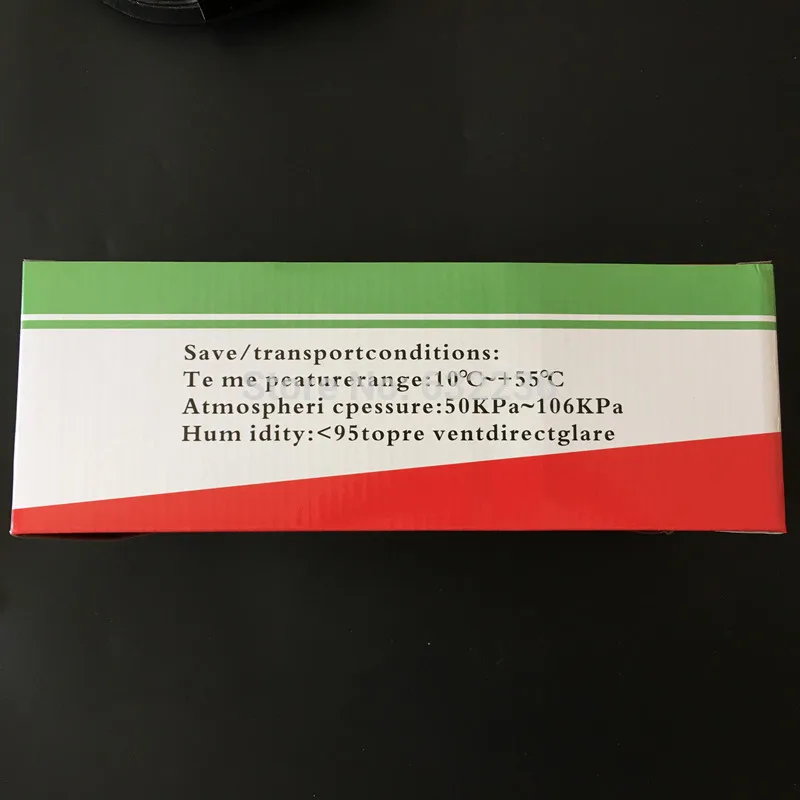 Save/transportconditions:
Te me peaturerange:10℃~+55℃
Atmospheri cpessure:50KPa~106KPa
Hum idity:<95topre ventdirectglare